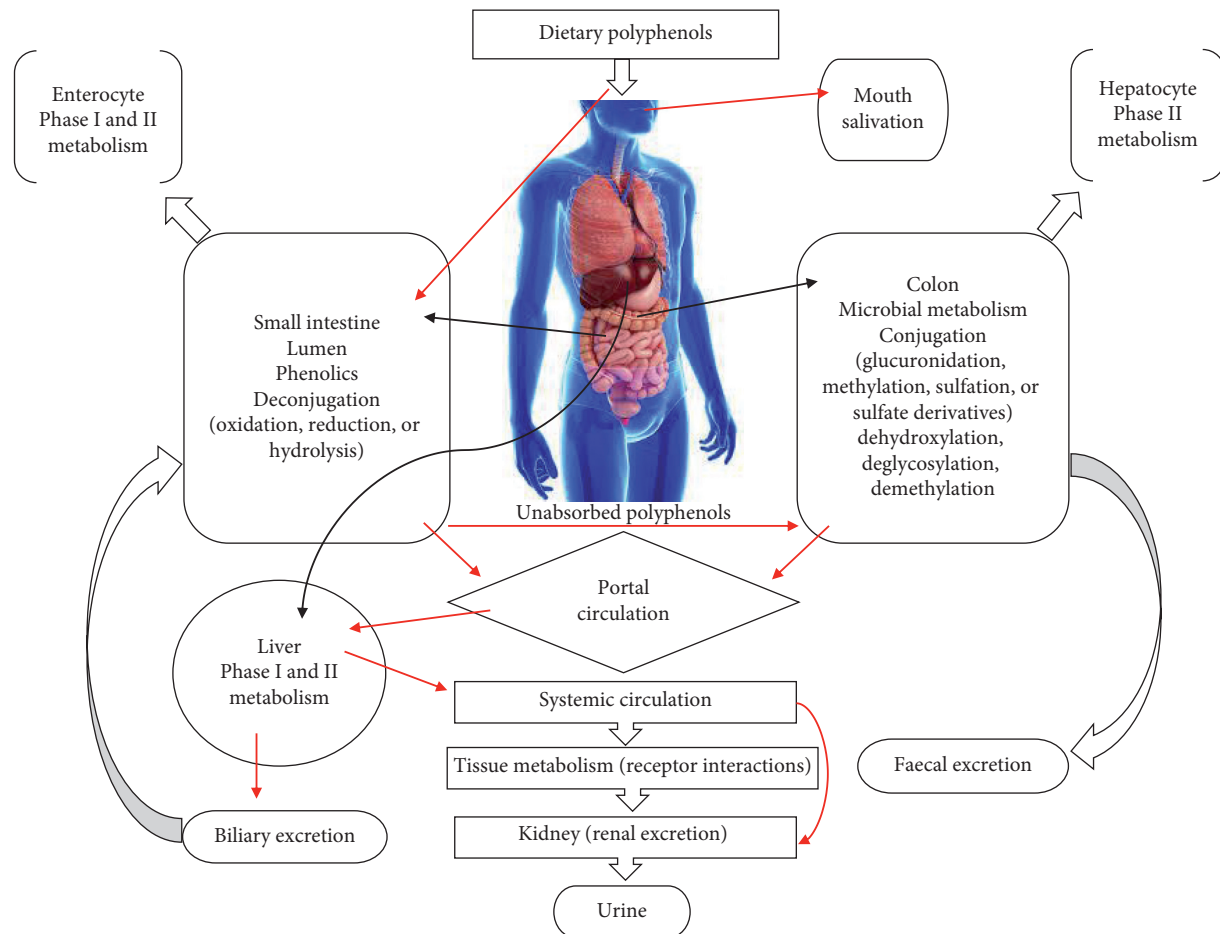 Dietary polyphenols
Enterocyte
Phase I and II
metabolism
Mouth
salivation
Hepatocyte
Phase II
metabolism
Small intestine
Lumen
Phenolics
Deconjugation
(oxidation, reduction, or
hydrolysis)
Colon
Microbial metabolism
Conjugation
(glucuronidation,
methylation, sulfation, or
sulfate derivatives)
dehydroxylation,
deglycosylation,
demethylation
Unabsorbed polyphenols
Portal
circulation
Liver
Phase I and II
metabolism
Systemic circulation
Tissue metabolism (receptor interactions)
Faecal excretion
Biliary excretion
Kidney (renal excretion)
Urine